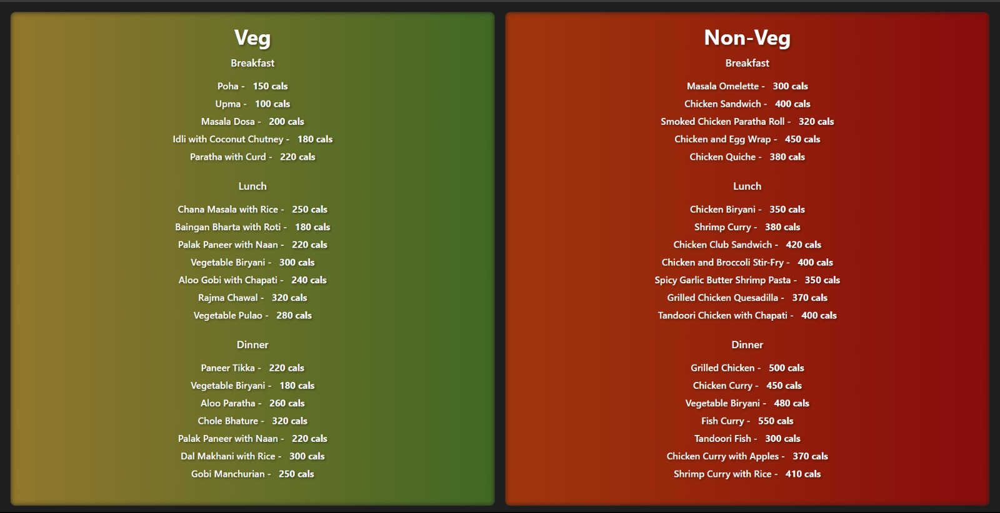 Veg
Breakfast
Poha - 150 cals
Upma - 100 cals
Masala Dosa - 200 cals
Idli with Coconut Chutney - 180 cals
Paratha with Curd - 220 cals
Lunch
Chana Masala with Rice - 250 cals
Baingan Bharta with Roti - 180 cals
Palak Paneer with Naan - 220 cals
Vegetable Biryani - 300 cals
Aloo Gobi with Chapati - 240 cals
Rajma Chawal - 320 cals
Vegetable Pulao - 280 cals
Dinner
Paneer Tikka - 220 cals
Vegetable Biryani - 180 cals
Aloo Paratha - 260 cals
Chole Bhature - 320 cals
Palak Paneer with Naan - 220 cals
Dal Makhani with Rice - 300 cals
Gobi Manchurian - 250 cals
Non-Veg
Breakfast
Masala Omelette - 300 cals
Chicken Sandwich - 400 cals
Smoked Chicken Paratha Roll - 320 cals
Chicken and Egg Wrap - 450 cals
Chicken Quiche - 380 cals
Lunch
Chicken Biryani - 350 cals
Shrimp Curry - 380 cals
Chicken Club Sandwich - 420 cals
Chicken and Broccoli Stir-Fry - 400 cals
Spicy Garlic Butter Shrimp Pasta - 350 cals
Grilled Chicken Quesadilla - 370 cals
Tandoori Chicken with Chapati - 400 cals
Dinner
Grilled Chicken - 500 cals
Chicken Curry - 450 cals
Vegetable Biryani - 480 cals
Fish Curry - 550 cals
Tandoori Fish - 300 cals
Chicken Curry with Apples - 370 cals
Shrimp Curry with Rice - 410 cals